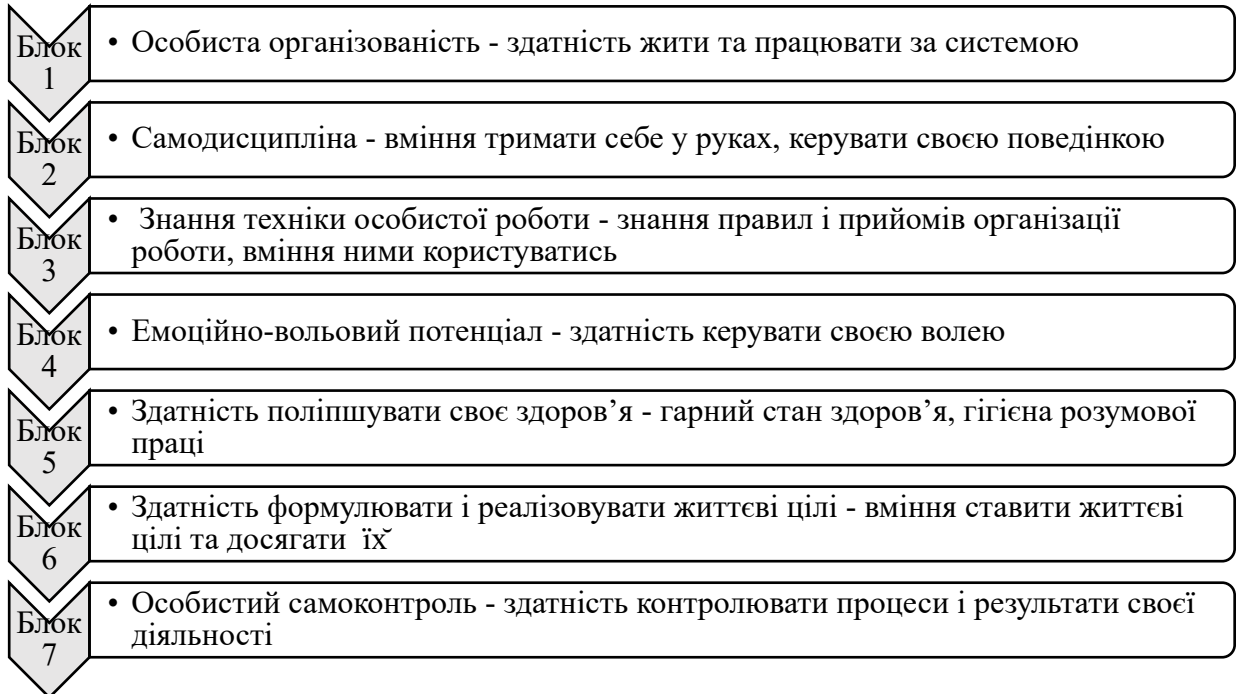 Блок
1
• Особиста організованість - здатність жити та працювати за системою
Блок
2
• Самодисципліна - вміння тримати себе у руках, керувати своєю поведінкою
Блок
3
• Знання техніки особистої роботи - знання правил і прийомів організації
роботи, вміння ними користуватись
Блок
4
• Емоційно-вольовий потенціал - здатність керувати своєю волею
Блок
5
• Здатність поліпшувати своє здоров’я - гарний стан здоров’я, гігієна розумової
праці
Блок
6
• Здатність формулювати і реалізовувати життєві цілі - вміння ставити життєві
цілі та досягати їх̆
Блок
7
• Особистий самоконтроль - здатність контролювати процеси і результати своєї
діяльності